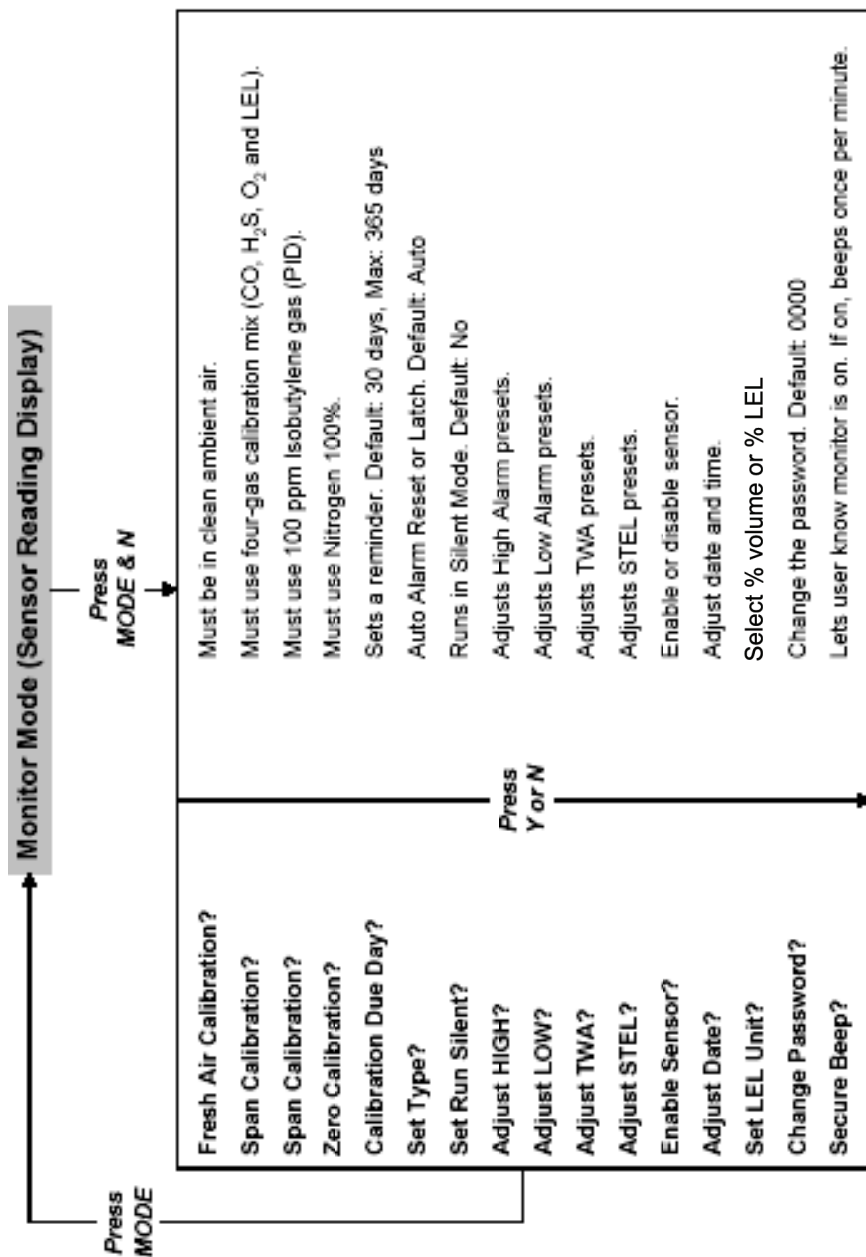 Monitor Mode (Sensor Reading Display)
Press
MODE
Press
MODE & N
Fresh Air Calibration? Must be in clean ambient air.
Span Calibration? Must use four-gas calibration mix (CO, H₂S, O₂ and LEL).
Span Calibration? Must use 100 ppm Isobutylene gas (PID).
Zero Calibration? Must use Nitrogen 100%.
Calibration Due Day? Sets a reminder. Default: 30 days, Max: 365 days
Set Type? Auto Alarm Reset or Latch. Default: Auto
Set Run Silent? Runs in Silent Mode. Default: No
Adjust HIGH? Adjusts High Alarm presets.
Adjust LOW? Adjusts Low Alarm presets.
Adjust TWA? Adjusts TWA presets.
Adjust STEL? Adjusts STEL presets.
Enable Sensor? Enable or disable sensor.
Adjust Date? Adjust date and time.
Set LEL Unit? Select % volume or % LEL
Change Password? Change the password. Default: 0000
Secure Beep? Lets user know monitor is on. If on, beeps once per minute.
Press
Y or N